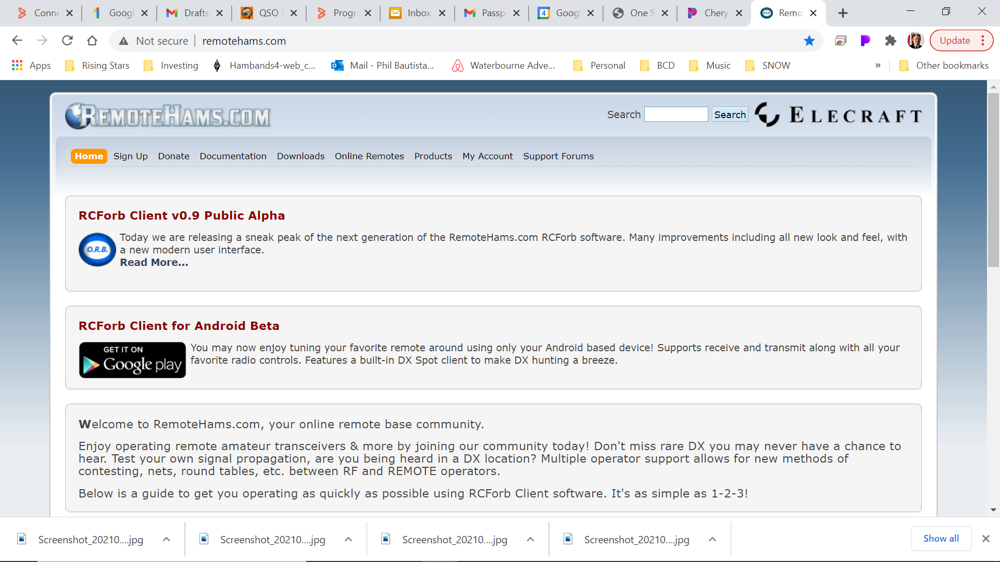 Conne
Googl
Drafts
QSO T
Progr
Inbox
Passp
4
Googl
One S
Chery
Remo
Not secure
remotehams.com
Update
Apps
Rising Stars
Investing
Hambands4-web_c...
Mail - Phil Bautista...
Waterbourne Adve...
Personal
BCD
Music
SNOW
»
Other bookmarks
REMOTEHAMS.COM
Search
Search
ELECRAFT
Home
Sign Up
Donate
Documentation
Downloads
Online Remotes
Products
My Account
Support Forums
RCForb Client v0.9 Public Alpha
O.R.B.
Today we are releasing a sneak peak of the next generation of the RemoteHams.com RCForb software. Many improvements including all new look and feel, with
a new modern user interface.
Read More...
RCForb Client for Android Beta
GET IT ON
Google play
You may now enjoy tuning your favorite remote around using only your Android based device! Supports receive and transmit along with all your
favorite radio controls. Features a built-in DX Spot client to make DX hunting a breeze.
Welcome to RemoteHams.com, your online remote base community.
Enjoy operating remote amateur transceivers & more by joining our community today! Don't miss rare DX you may never have a chance to
hear. Test your own signal propagation, are you being heard in a DX location? Multiple operator support allows for new methods of
contesting, nets, round tables, etc. between RF and REMOTE operators.
Below is a guide to get you operating as quickly as possible using RCForb Client software. It's as simple as 1-2-3!
Screenshot_20210....jpg
Screenshot_20210....jpg
Screenshot_20210....jpg
Screenshot_20210....jpg
Show all